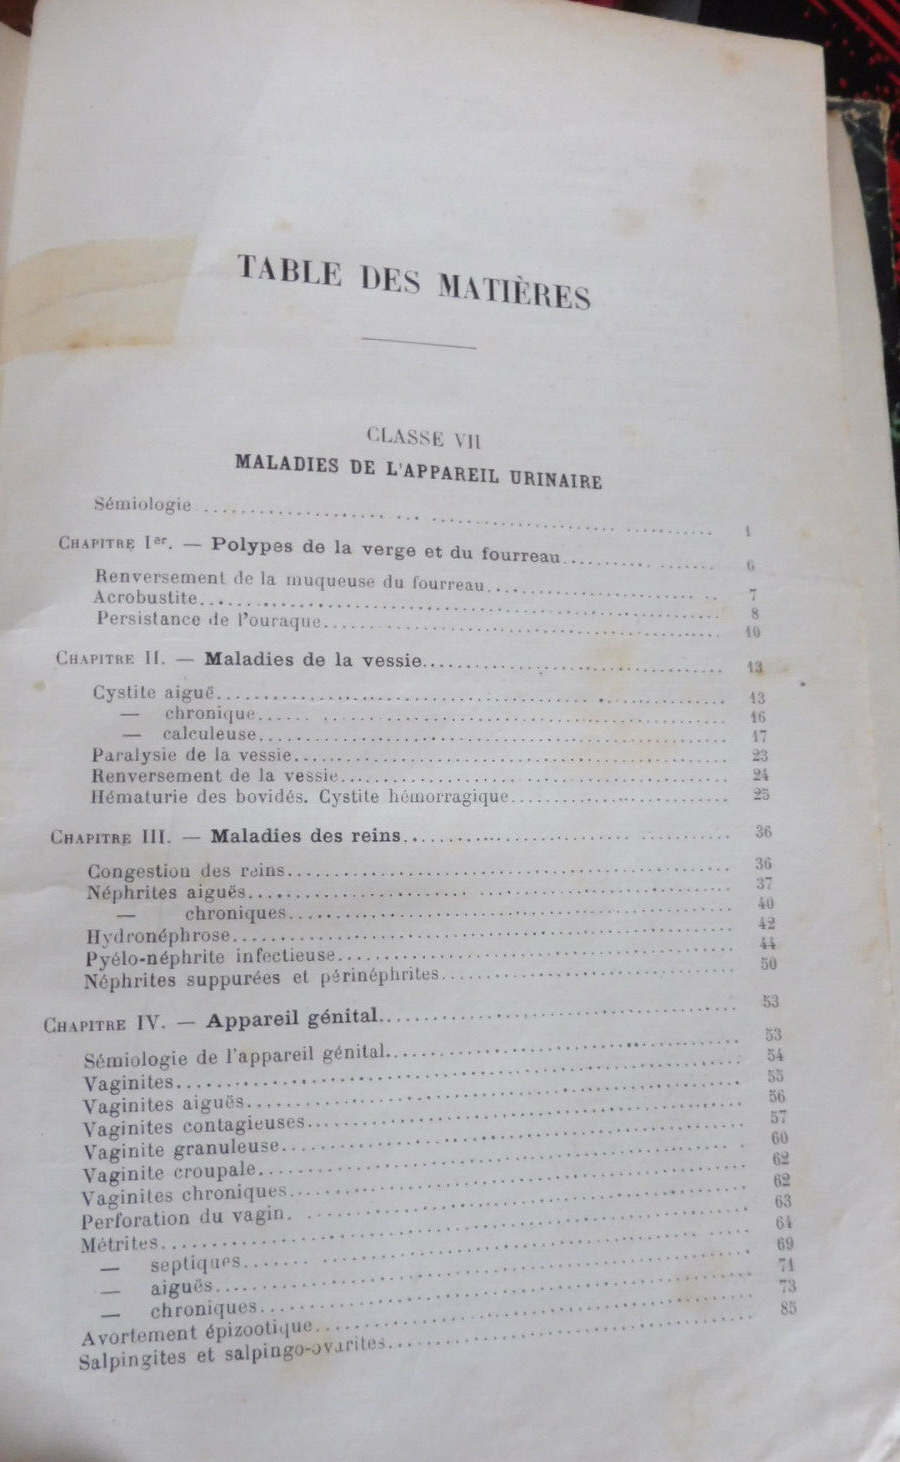 TABLE DES MATIÈRES
CLASSE VII
MALADIES DE L'APPAREIL URINAIRE
Sémiologie ........ 1
CHAPITRE Ier. — Polypes de la verge et du fourreau ........ 6
Renversement de la muqueuse du fourreau ........ 7
Acrobustite ........ 8
Persistance de l'ouraque ........ 10
CHAPITRE II. — Maladies de la vessie ........ 13
Cystite aiguë ........ 13
— chronique ........ 16
— calculeuse ........ 17
Paralysie de la vessie ........ 23
Renversement de la vessie ........ 24
Hématurie des bovidés. Cystite hémorragique ........ 25
CHAPITRE III. — Maladies des reins ........ 36
Congestion des reins ........ 36
Néphrites aiguës ........ 37
— chroniques ........ 40
Hydronéphrose ........ 42
Pyélo-néphrite infectieuse ........ 44
Néphrites suppurées et périnéphrites ........ 50
CHAPITRE IV. — Appareil génital ........ 53
Sémiologie de l'appareil génital ........ 53
Vaginites ........ 54
Vaginites aiguës ........ 55
Vaginites contagieuses ........ 56
Vaginite granuleuse ........ 57
Vaginite croupale ........ 60
Vaginites chroniques ........ 62
Perforation du vagin ........ 62
Métrites ........ 63
— septiques ........ 64
— aiguës ........ 69
— chroniques ........ 71
Avortement épizootique ........ 73
Salpingites et salpingo-ovarites ........ 85